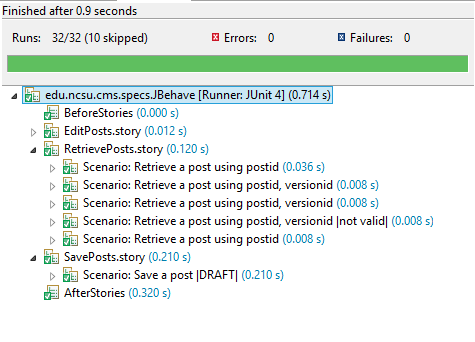 Finished after 0.9 seconds
Runs: 32/32 (10 skipped) Errors: 0 Failures: 0
edu.ncsu.cms.specs.JBehave [Runner: JUnit 4] (0.714 s)
BeforeStories (0.000 s)
EditPosts.story (0.012 s)
RetrievePosts.story (0.120 s)
Scenario: Retrieve a post using postid (0.036 s)
Scenario: Retrieve a post using postid, versionid (0.008 s)
Scenario: Retrieve a post using postid, versionid (0.008 s)
Scenario: Retrieve a post using postid, versionid |not valid| (0.008 s)
Scenario: Retrieve a post using postid (0.008 s)
SavePosts.story (0.210 s)
Scenario: Save a post |DRAFT| (0.210 s)
AfterStories (0.320 s)